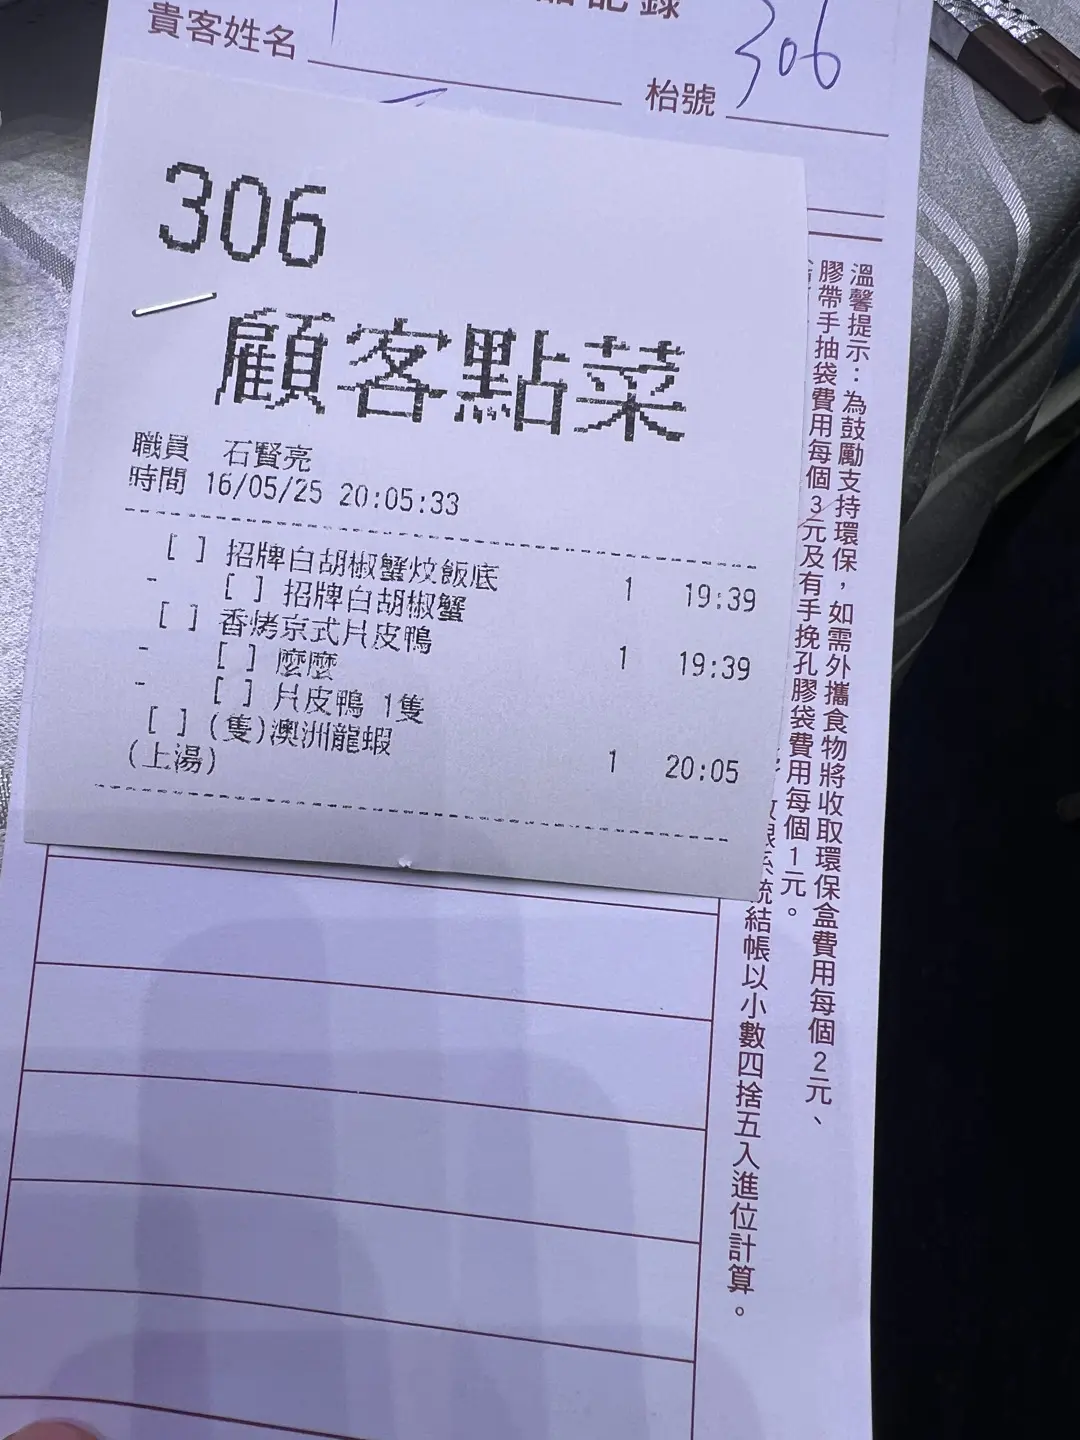 記錄
貴客姓名
枱號 306
306
顧客點菜
職員 石賢亮
時間 16/05/25 20:05:33
[ ] 招牌白胡椒蟹炆飯底 1 19:39
- [ ] 招牌白胡椒蟹
[ ] 香烤京式片皮鴨 1 19:39
- [ ] 麼麼
- [ ] 片皮鴨 1隻
[ ] (隻)澳洲龍蝦 1 20:05
(上湯)
溫馨提示：為鼓勵支持環保，如需外攜食物將收取環保盒費用每個2元、
膠帶手抽袋費用每個3元及有手挽孔膠袋費用每個1元。
統結帳以小數四捨五入進位計算。